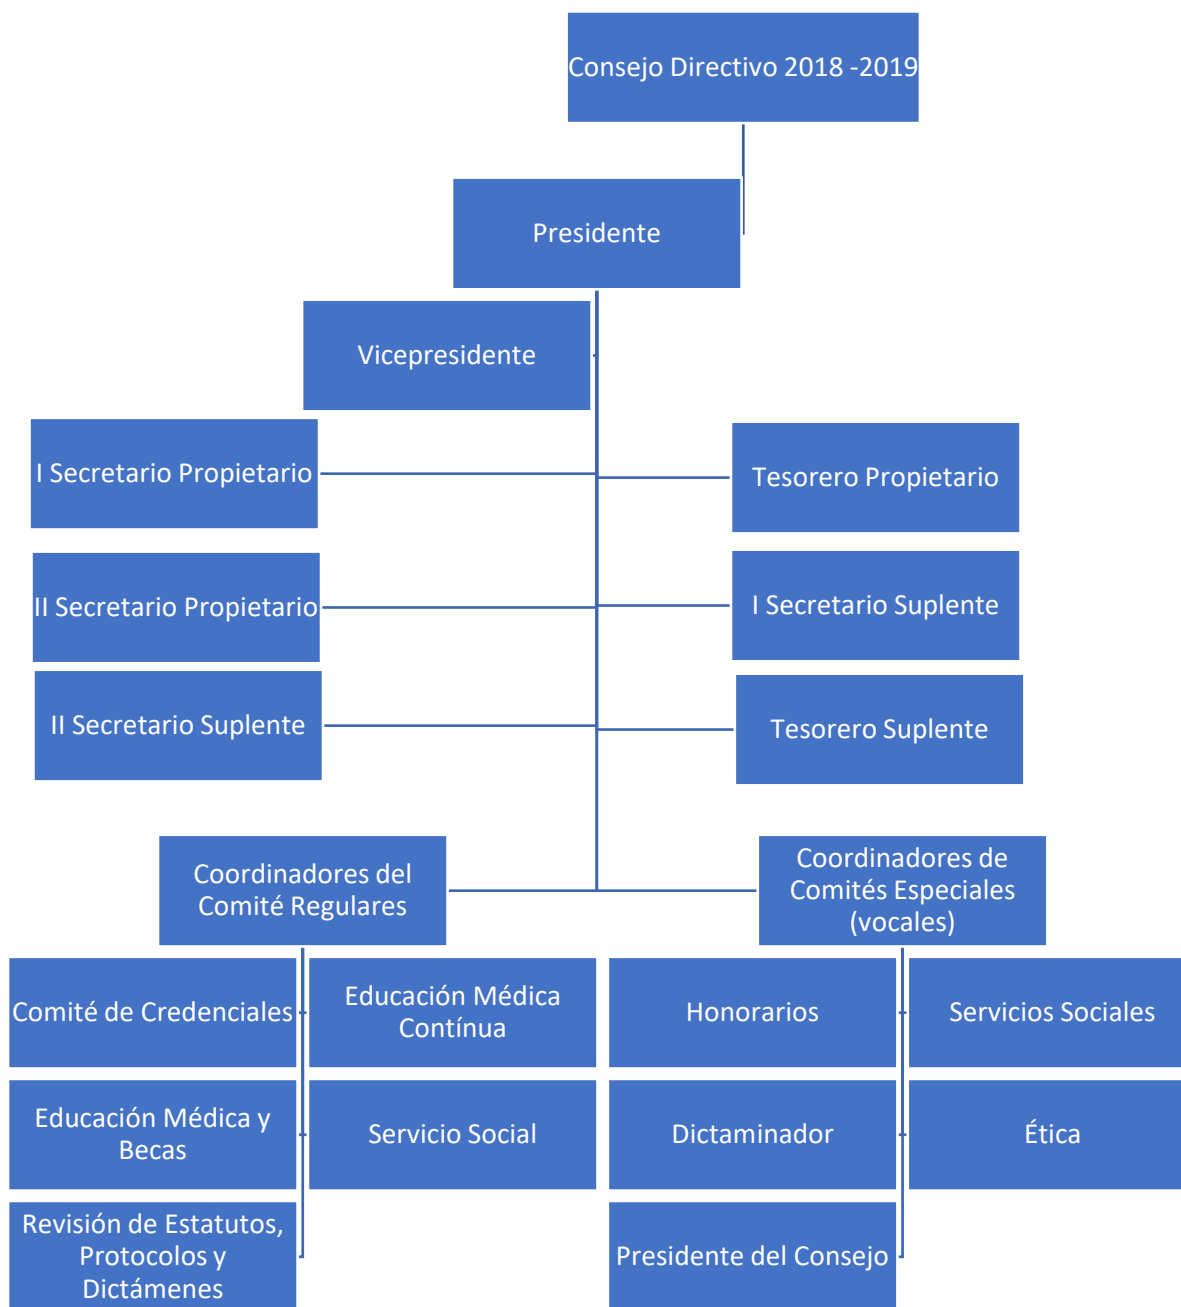 Consejo Directivo 2018 -2019
Presidente
Vicepresidente
I Secretario Propietario
Tesorero Propietario
II Secretario Propietario
I Secretario Suplente
II Secretario Suplente
Tesorero Suplente
Coordinadores del
Comité Regulares
Coordinadores de
Comités Especiales
(vocales)
Comité de Credenciales
Educación Médica
Contínua
Honorarios
Servicios Sociales
Educación Médica y
Becas
Servicio Social
Dictaminador
Ética
Revisión de Estatutos,
Protocolos y
Dictámenes
Presidente del Consejo